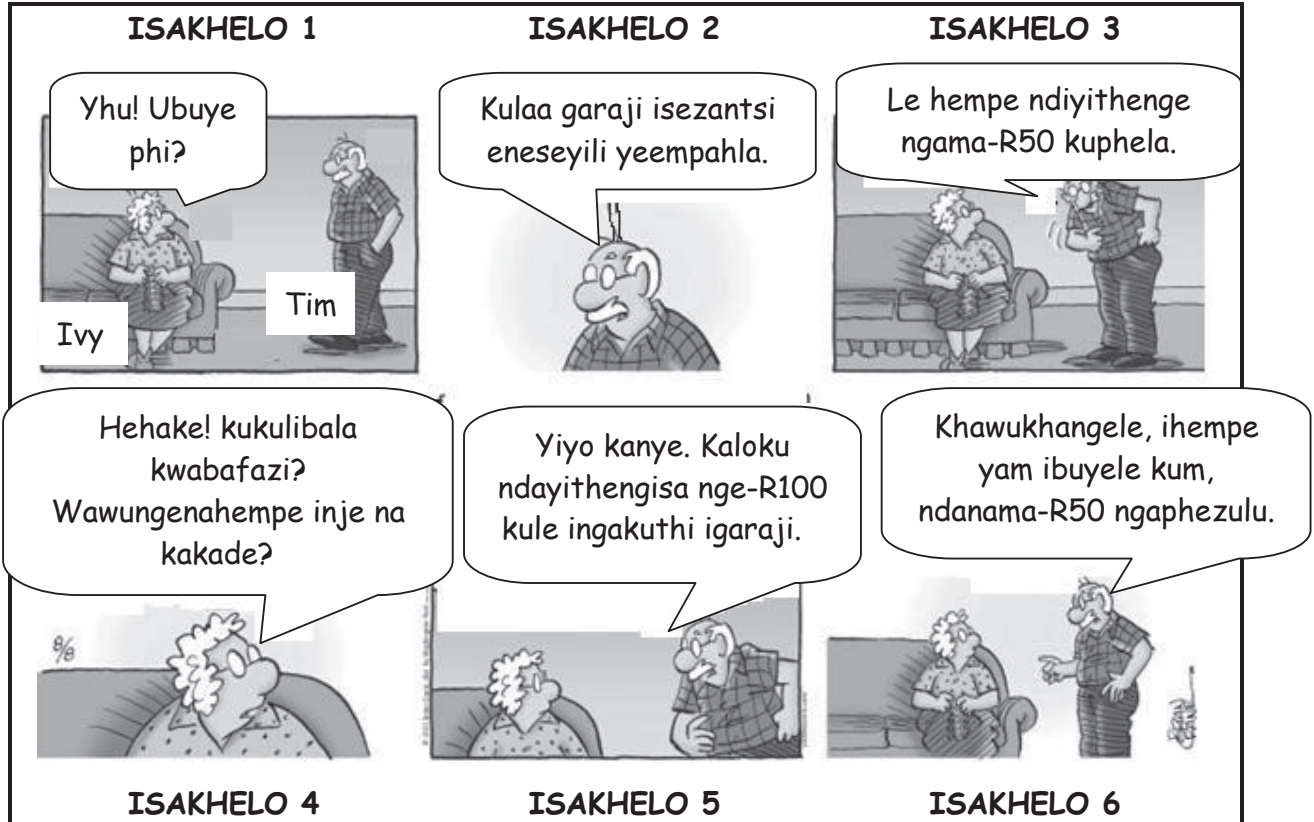 ISAKHELO 1
ISAKHELO 2
ISAKHELO 3
Yhu! Ubuye
phi?
Kulaa garaji isezantsi
eneseyili yeempahla.
Le hempe ndiyithenge
ngama-R50 kuphela.
Ivy
Tim
Hehake! kukulibala
kwabafazi?
Wawungenahempe inje na
kakade?
Yiyo kanye. Kaloku
ndayithengisa nge-R100
kule ingakuthi igaraji.
Khawukhangele, ihempe
yam ibuyele kum,
ndanama-R50 ngaphezulu.
8/8
ISAKHELO 4
ISAKHELO 5
ISAKHELO 6